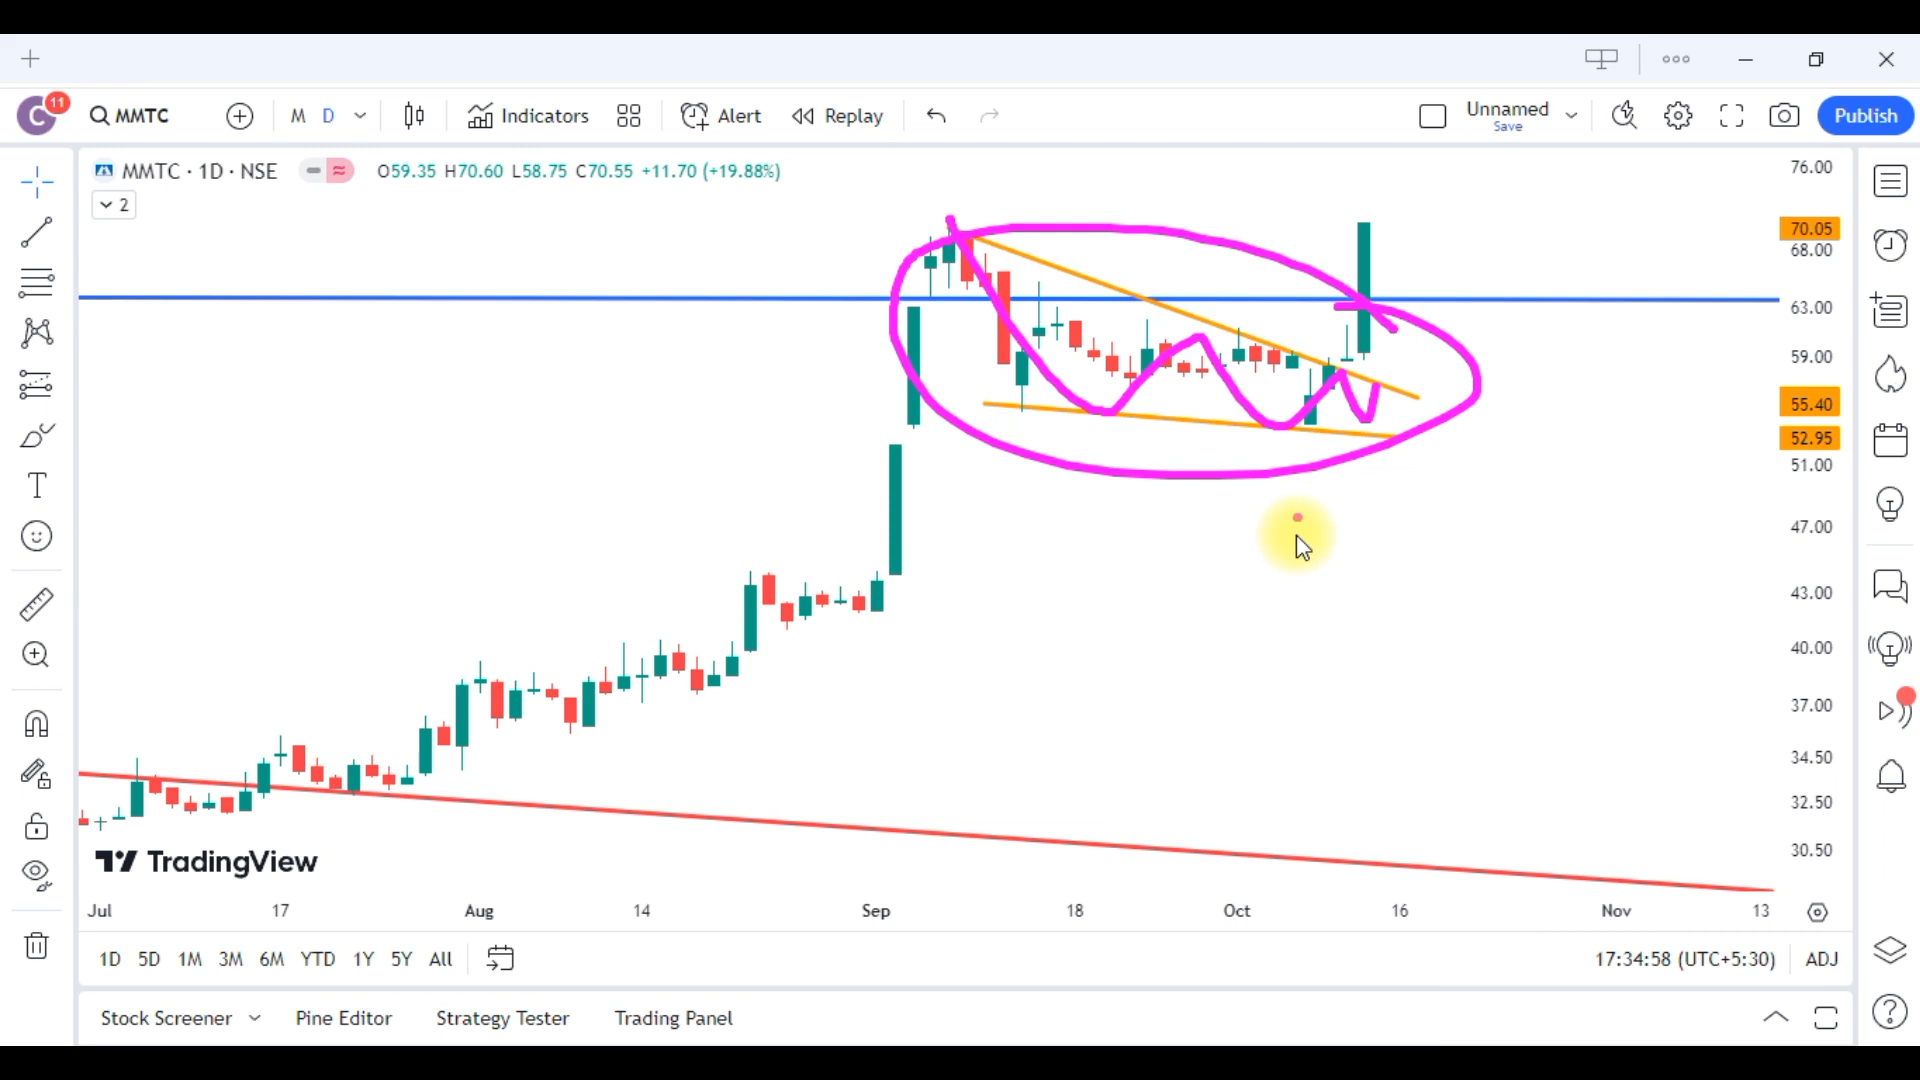 C 11 MMTC M D Indicators Alert Replay Unnamed Publish
Save
MMTC · 1D · NSE O59.35 H70.60 L58.75 C70.55 +11.70 (+19.88%)
2
76.00
70.05
68.00
63.00
59.00
55.40
52.95
51.00
47.00
43.00
40.00
37.00
34.50
32.50
30.50
TradingView
Jul 17 Aug 14 Sep 18 Oct 16 Nov 13
1D 5D 1M 3M 6M YTD 1Y 5Y All 17:34:58 (UTC+5:30) ADJ
Stock Screener Pine Editor Strategy Tester Trading Panel